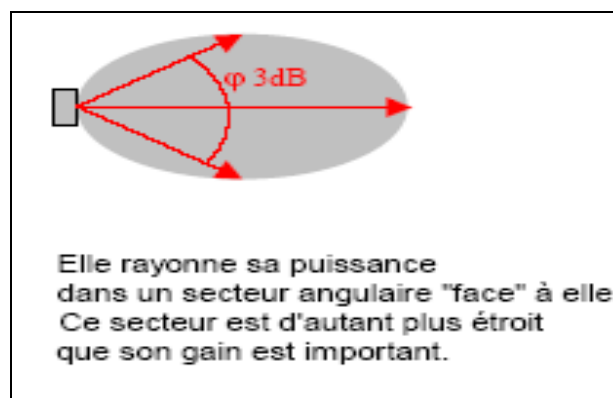 φ 3dB
Elle rayonne sa puissance
dans un secteur angulaire "face" à elle
Ce secteur est d'autant plus étroit
que son gain est important.